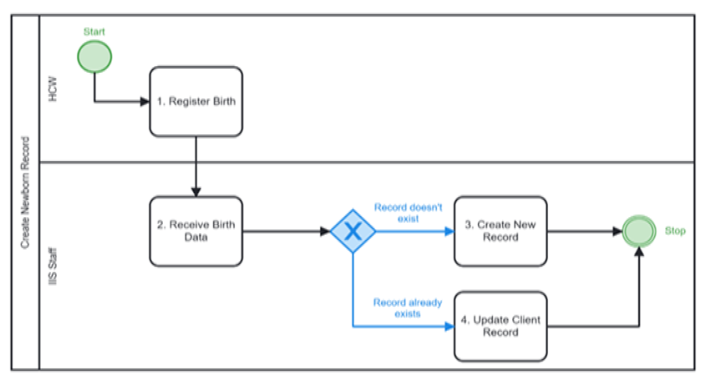 Create Newborn Record
HCW
Start
1. Register Birth
IIS Staff
2. Receive Birth
Data
X
Record doesn't
exist
3. Create New
Record
Stop
Record already
exists
4. Update Client
Record